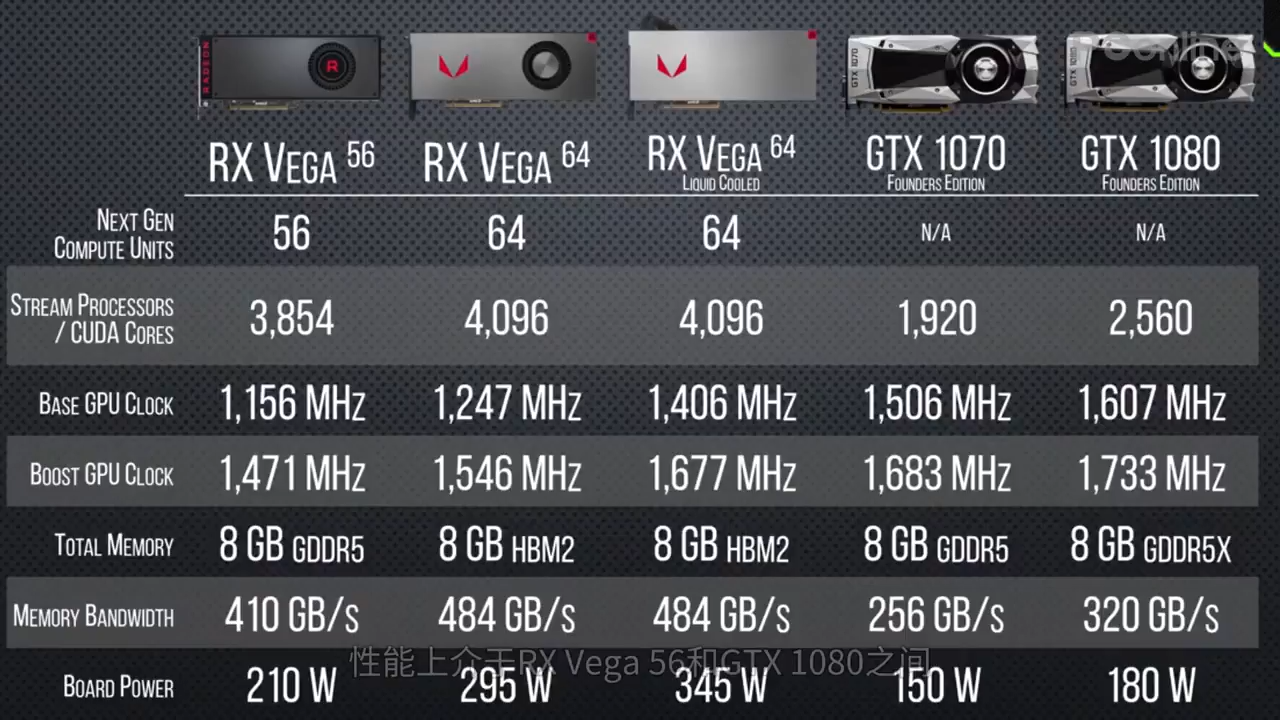 PConline
RADEON
R
GTX 1070
GTX 1080
RX VEGA 56
RX VEGA 64
RX VEGA 64
LIQUID COOLED
GTX 1070
FOUNDERS EDITION
GTX 1080
FOUNDERS EDITION
NEXT GEN
COMPUTE UNITS
56 64 64 N/A N/A
STREAM PROCESSORS
/ CUDA CORES
3,854 4,096 4,096 1,920 2,560
BASE GPU CLOCK 1,156 MHZ 1,247 MHZ 1,406 MHZ 1,506 MHZ 1,607 MHZ
BOOST GPU CLOCK 1,471 MHZ 1,546 MHZ 1,677 MHZ 1,683 MHZ 1,733 MHZ
TOTAL MEMORY 8 GB GDDR5 8 GB HBM2 8 GB HBM2 8 GB GDDR5 8 GB GDDR5X
MEMORY BANDWIDTH 410 GB/S 484 GB/S 484 GB/S 256 GB/S 320 GB/S
性能上介于RX Vega 56和GTX 1080之间
BOARD POWER 210 W 295 W 345 W 150 W 180 W